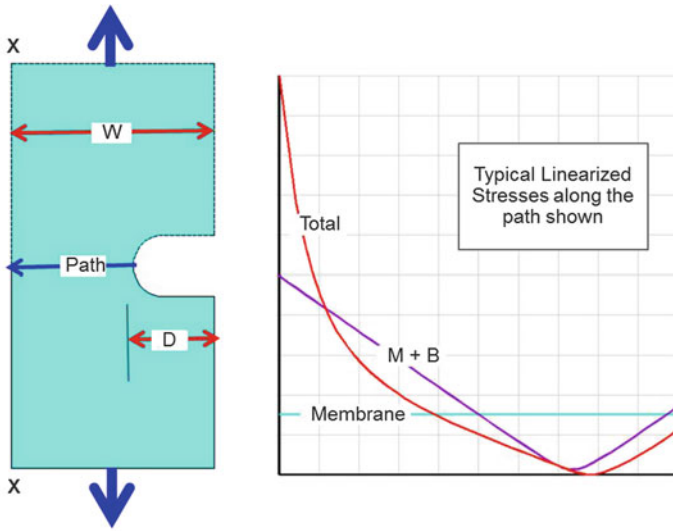 X
W
Path
D
X
Typical Linearized
Stresses along the
path shown
Total
M + B
Membrane